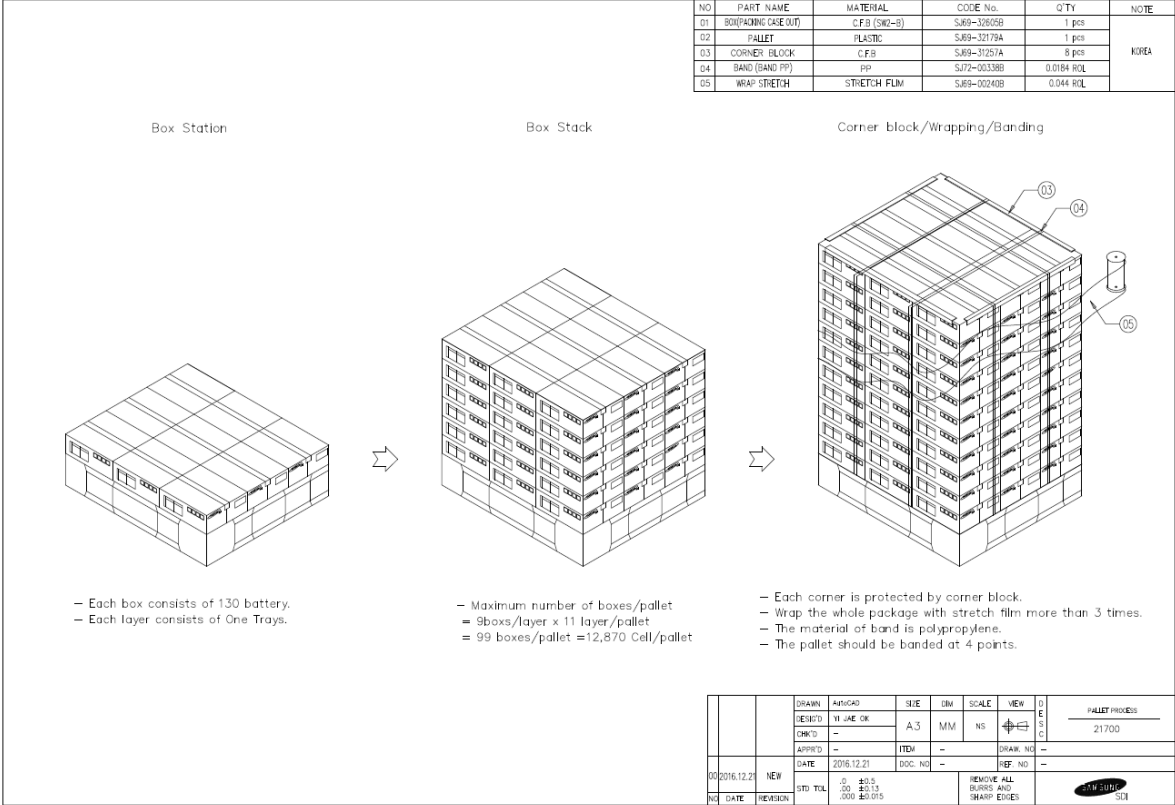 NO PART NAME MATERIAL CODE No. Q'TY NOTE
01 BOX(PACKING CASE OUT) C.F.B (SW2-B) SJ69-32605B 1 pcs
02 PALLET PLASTIC SJ69-32179A 1 pcs
03 CORNER BLOCK C.F.B SJ69-31257A 8 pcs
KOREA
04 BAND (BAND PP) PP SJ72-00338B 0.0184 ROL
05 WRAP STRETCH STRETCH FLIM SJ69-00240B 0.044 ROL
Box Station
Box Stack
Corner block/Wrapping/Banding
03
04
05
– Each box consists of 130 battery.
– Each layer consists of One Trays.
– Maximum number of boxes/pallet
= 9boxs/layer x 11 layer/pallet
= 99 boxes/pallet =12,870 Cell/pallet
– Each corner is protected by corner block.
– Wrap the whole package with stretch film more than 3 times.
– The material of band is polypropylene.
– The pallet should be banded at 4 points.
DRAWN AutoCAD SIZE DIM SCALE VIEW DESC PALLET PROCESS
DESIG'D YI JAE OK A3 MM NS 21700
CHK'D –
APPR'D – ITEM – DRAW. NO –
DATE 2016.12.21 DOC. NO – REF. NO –
00 2016.12.21 NEW
NO DATE REVISION
STD TOL
.0 ±0.5
.00 ±0.13
.000 ±0.015
REMOVE ALL
BURRS AND
SHARP EDGES
SAMSUNG
SDI